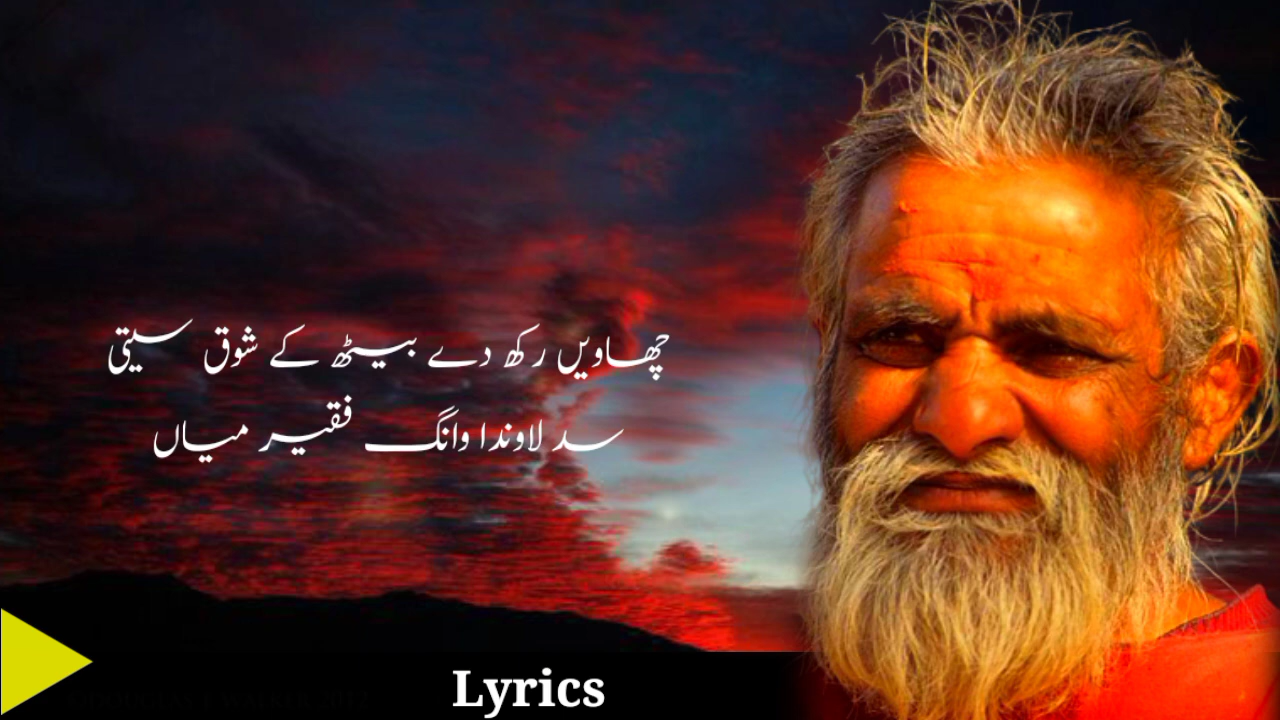 چھاویں رکھ دے بیٹھ کے شوق سیتی
سد لاوندا وانگ فقیر میاں
Lyrics